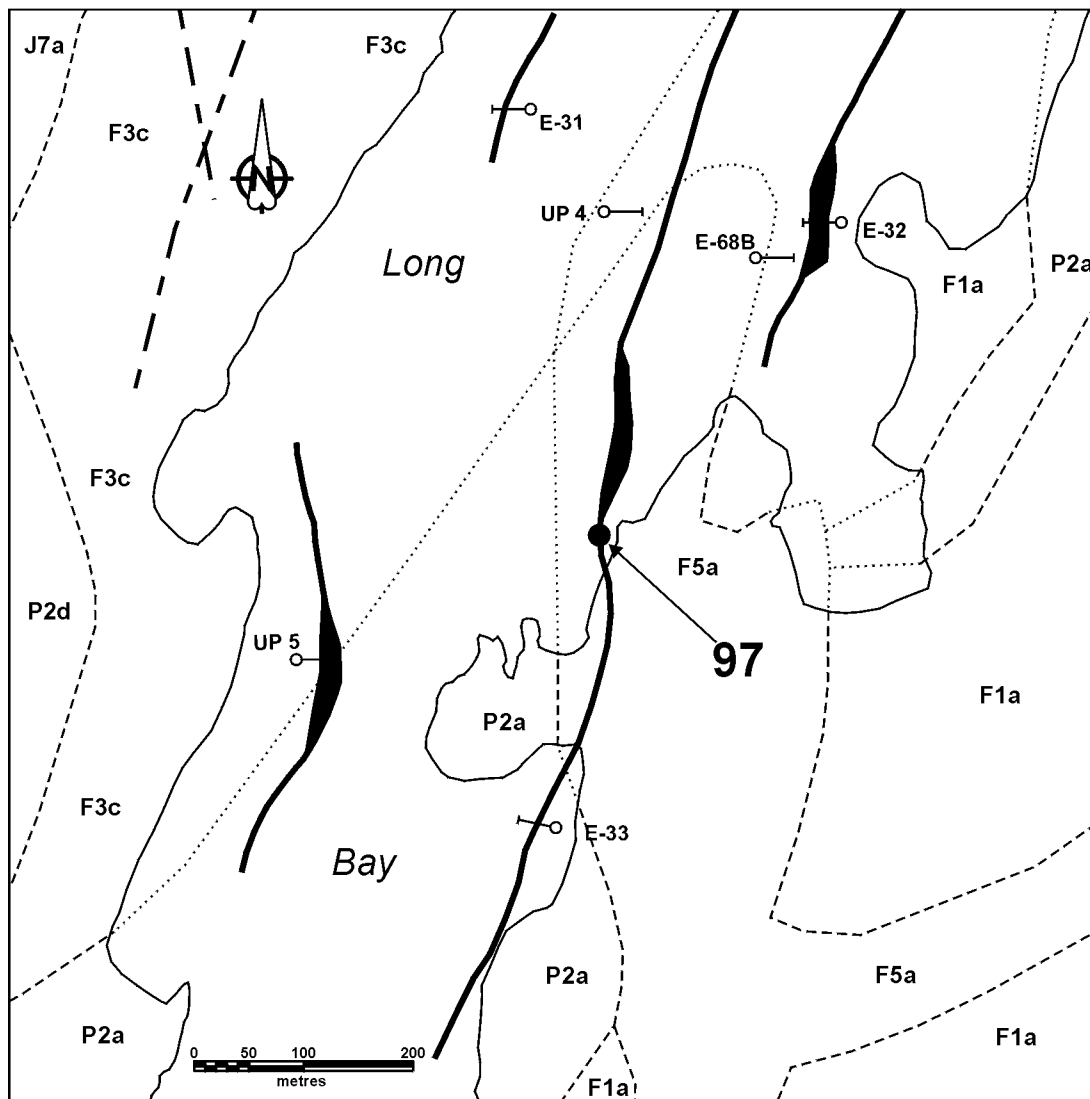 J7a
F3c
F3c
E-31
N
UP 4
E-68B
E-32
Long
F1a
P2a
F3c
F5a
P2d
97
UP 5
P2a
F1a
F3c
E-33
Bay
P2a
F5a
P2a
F1a
0 50 100 200
metres
F1a